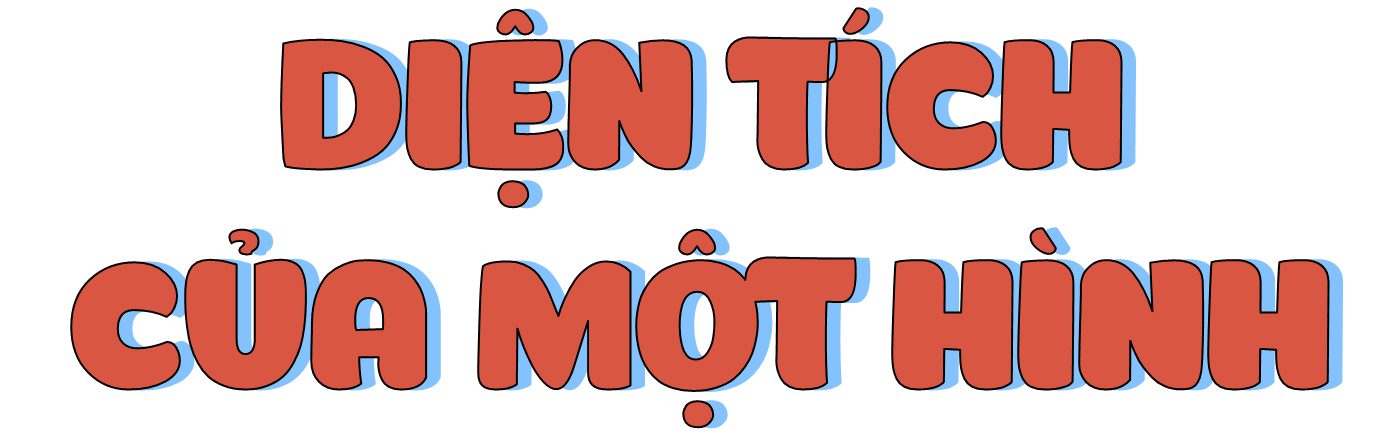 DIỆN TÍCH
CỦA MỘT HÌNH